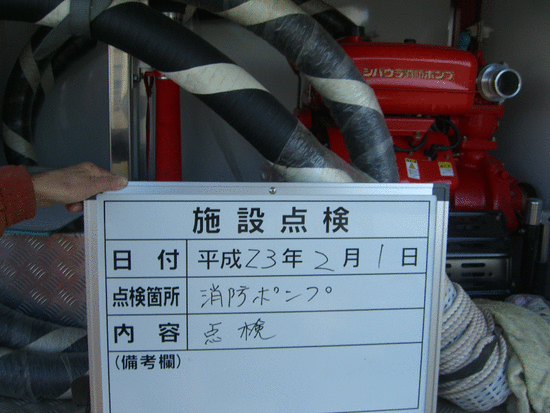 シバウラ消防ポンプ
施設点検
日付 平成23年2月1日
点検箇所 消防ポンプ
内容 点検
(備考欄)